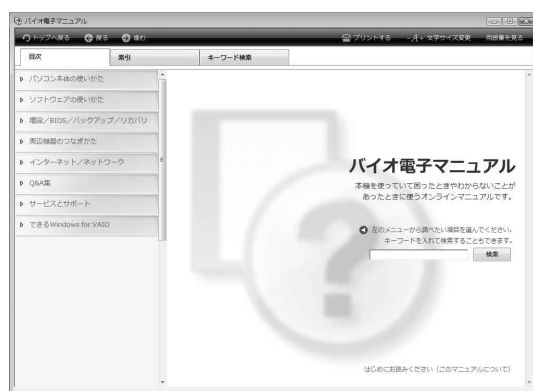 バイオ電子マニュアル
トップへ戻る 戻る 進む プリントする -A+ 文字サイズ変更 用語集を見る
目次 索引 キーワード検索
パソコン本体の使いかた
ソフトウェアの使いかた
増設/BIOS/バックアップ/リカバリ
周辺機器のつなぎかた
インターネット/ネットワーク
Q&A集
サービスとサポート
できるWindows for VAIO
バイオ電子マニュアル
本機を使っていて困ったときやわからないことが
あったときに使うオンラインマニュアルです。
左のメニューから調べたい項目を選んでください。
キーワードを入れて検索することもできます。
検索
はじめにお読みください（このマニュアルについて）